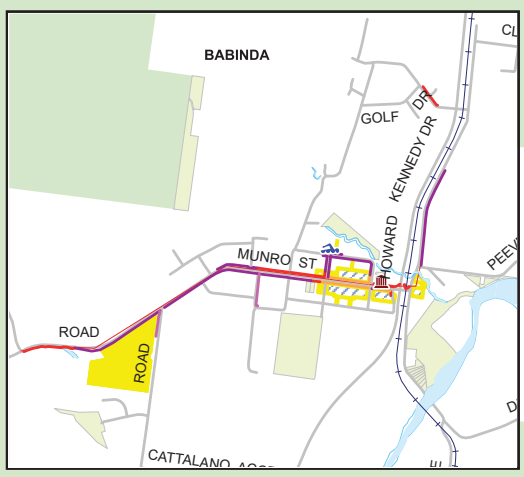 CL
BABINDA
DR
GOLF
HOWARD KENNEDY DR
MUNRO ST
PEEV
ROAD
ROAD
D
CATTALANO